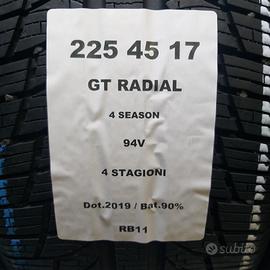 225 45 17
GT RADIAL
4 SEASON
94V
4 STAGIONI
Dot.2019 / Bat.90%
RB11
subito